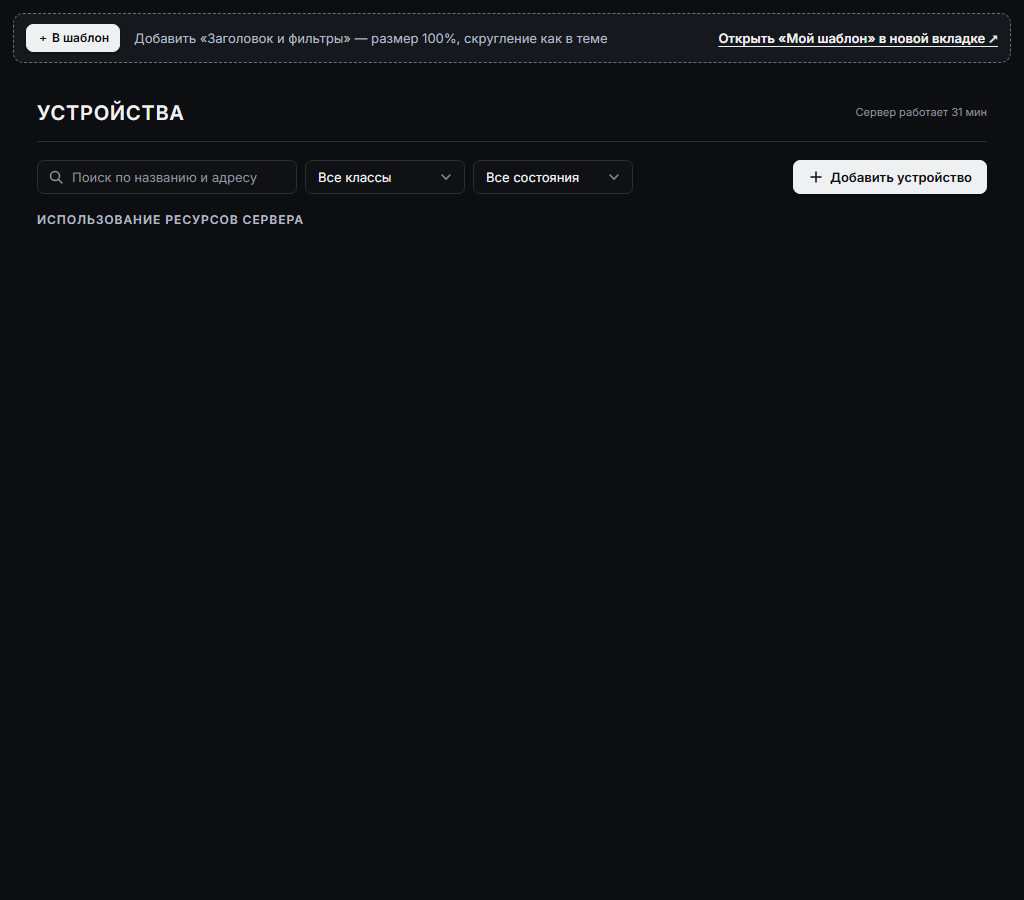 + В шаблон
Добавить «Заголовок и фильтры» — размер 100%, скругление как в теме
Открыть «Мой шаблон» в новой вкладке ↗
УСТРОЙСТВА
Сервер работает 31 мин
Поиск по названию и адресу
Все классы
Все состояния
+ Добавить устройство
ИСПОЛЬЗОВАНИЕ РЕСУРСОВ СЕРВЕРА